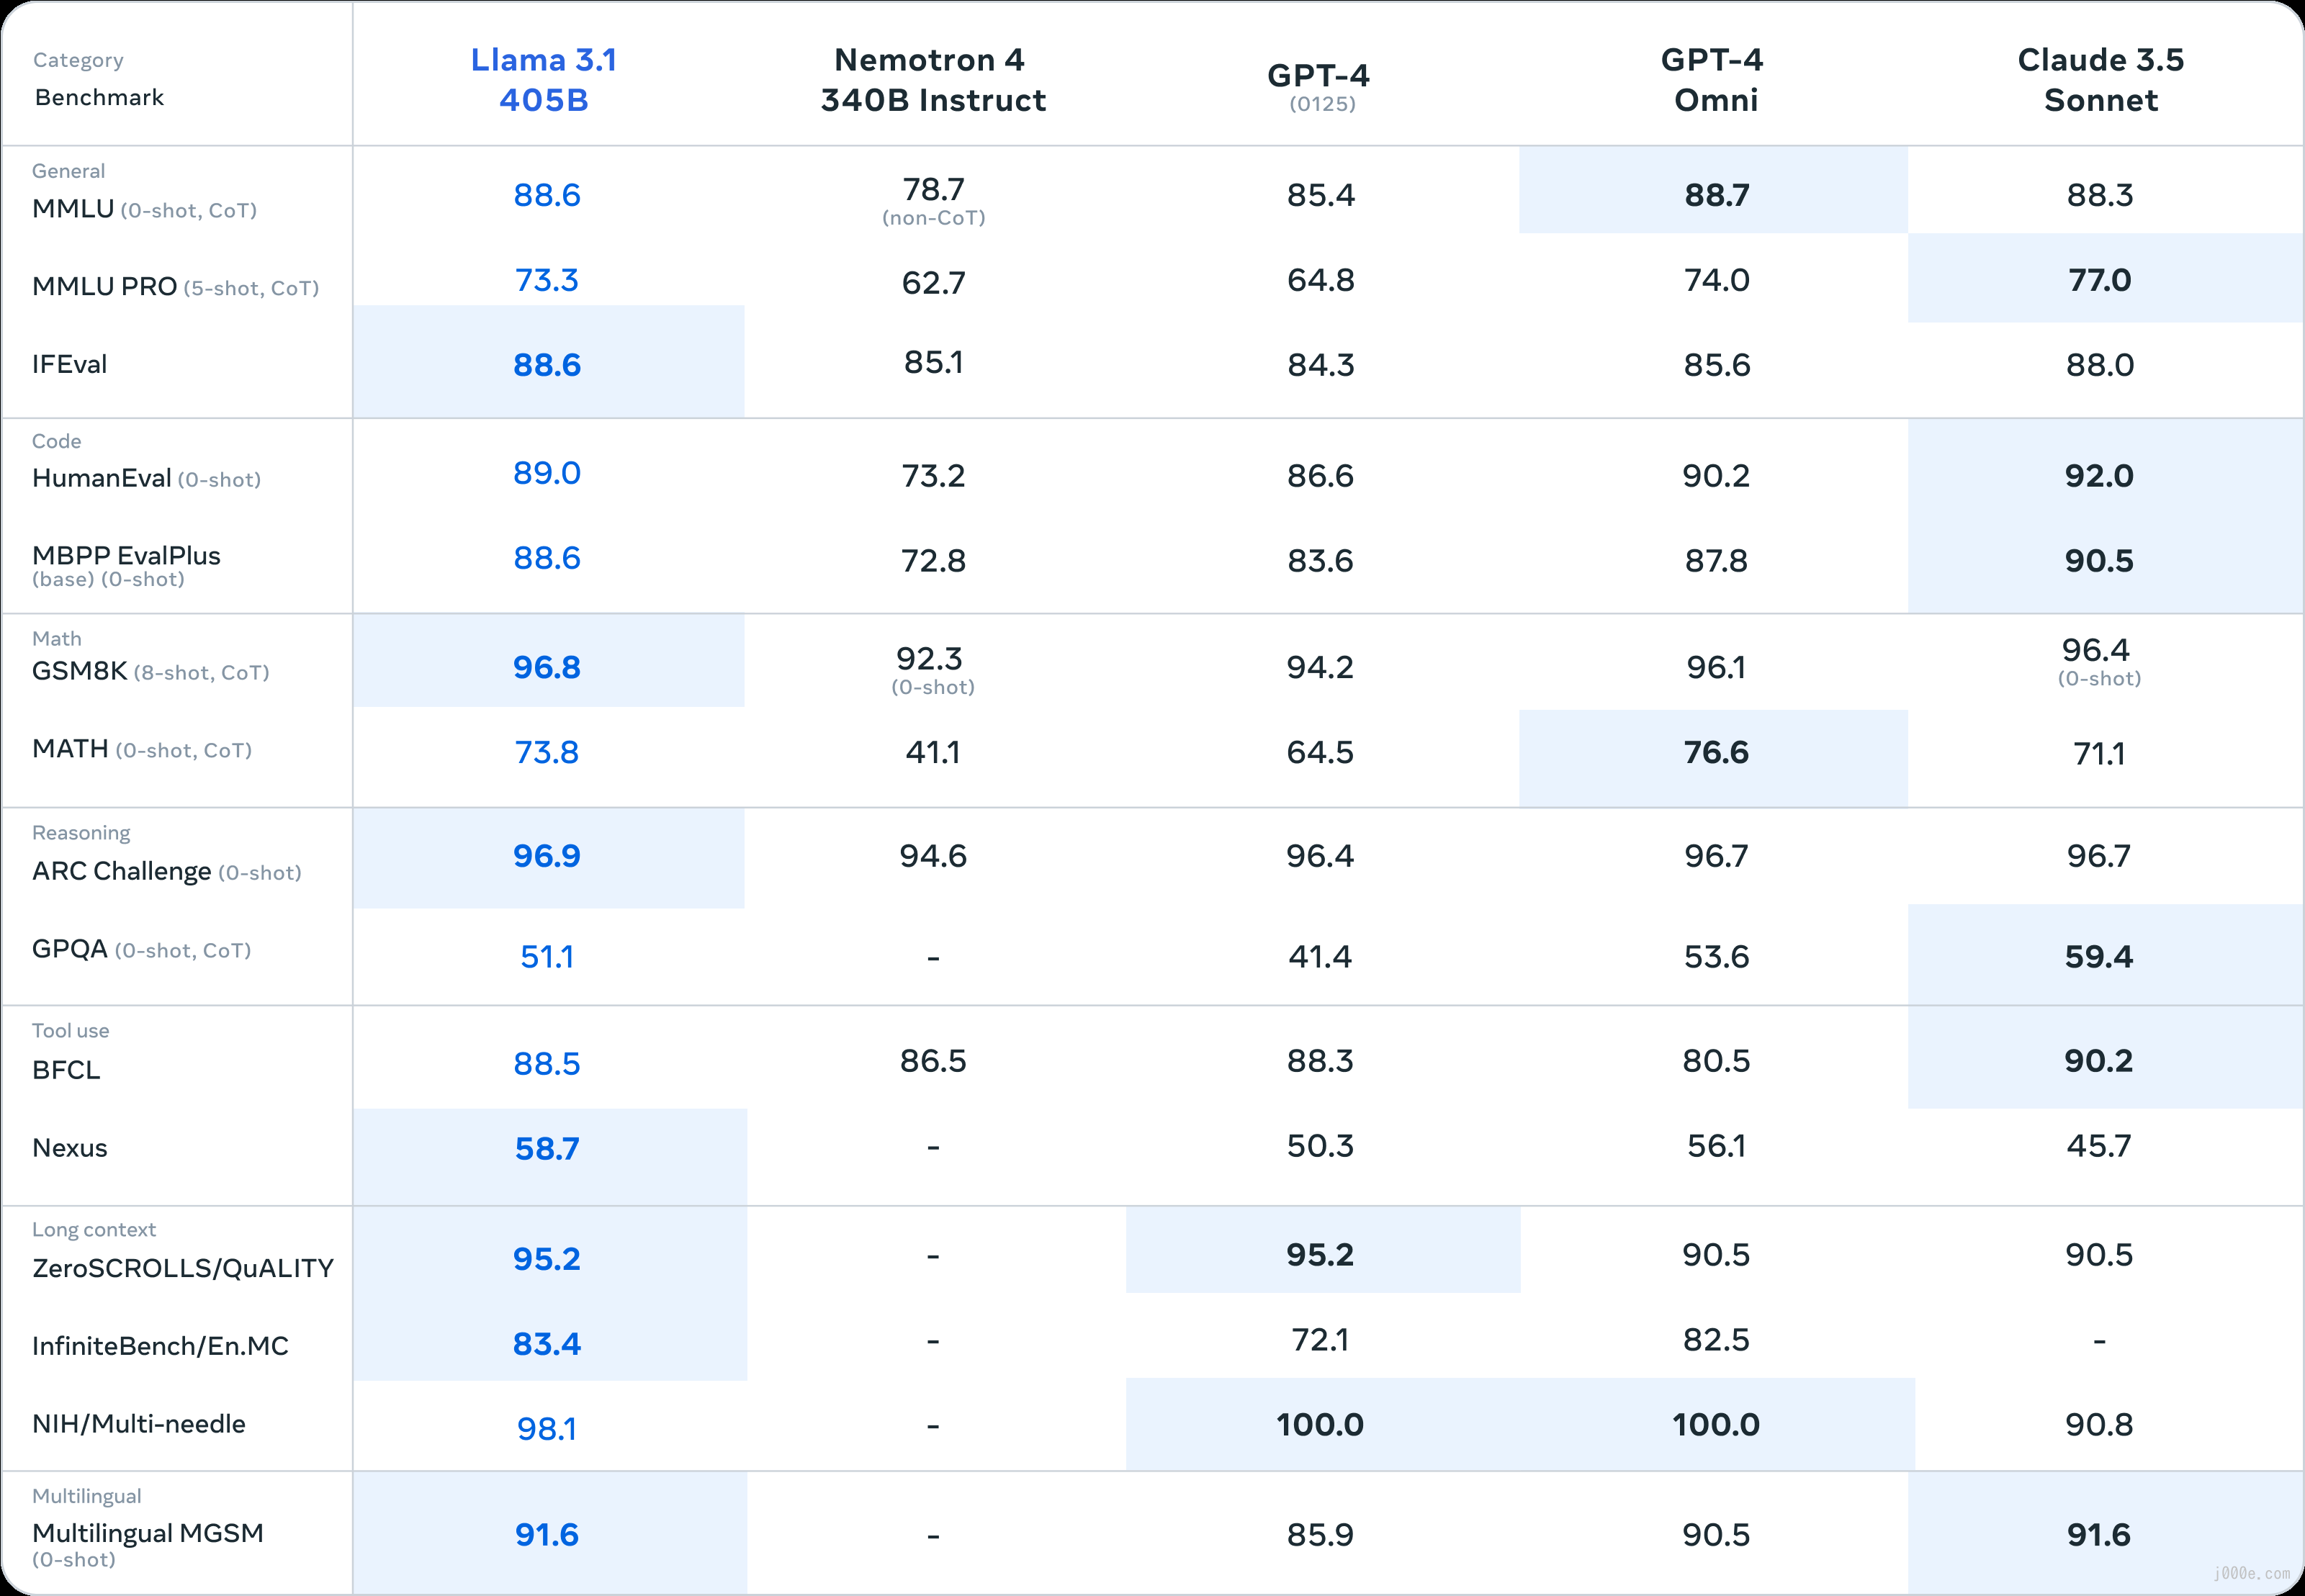 Category
Benchmark
Llama 3.1
405B
Nemotron 4
340B Instruct
GPT-4
(0125)
GPT-4
Omni
Claude 3.5
Sonnet
General
MMLU (0-shot, CoT) 88.6 78.7 (non-CoT) 85.4 88.7 88.3
MMLU PRO (5-shot, CoT) 73.3 62.7 64.8 74.0 77.0
IFEval 88.6 85.1 84.3 85.6 88.0
Code
HumanEval (0-shot) 89.0 73.2 86.6 90.2 92.0
MBPP EvalPlus 88.6 72.8 83.6 87.8 90.5
(base) (0-shot)
Math
GSM8K (8-shot, CoT) 96.8 92.3 (0-shot) 94.2 96.1 96.4 (0-shot)
MATH (0-shot, CoT) 73.8 41.1 64.5 76.6 71.1
Reasoning
ARC Challenge (0-shot) 96.9 94.6 96.4 96.7 96.7
GPQA (0-shot, CoT) 51.1 - 41.4 53.6 59.4
Tool use
BFCL 88.5 86.5 88.3 80.5 90.2
Nexus 58.7 - 50.3 56.1 45.7
Long context
ZeroSCROLLS/QuALITY 95.2 - 95.2 90.5 90.5
InfiniteBench/En.MC 83.4 - 72.1 82.5 -
NIH/Multi-needle 98.1 - 100.0 100.0 90.8
Multilingual
Multilingual MGSM 91.6 - 85.9 90.5 91.6
(0-shot)
j000e.com